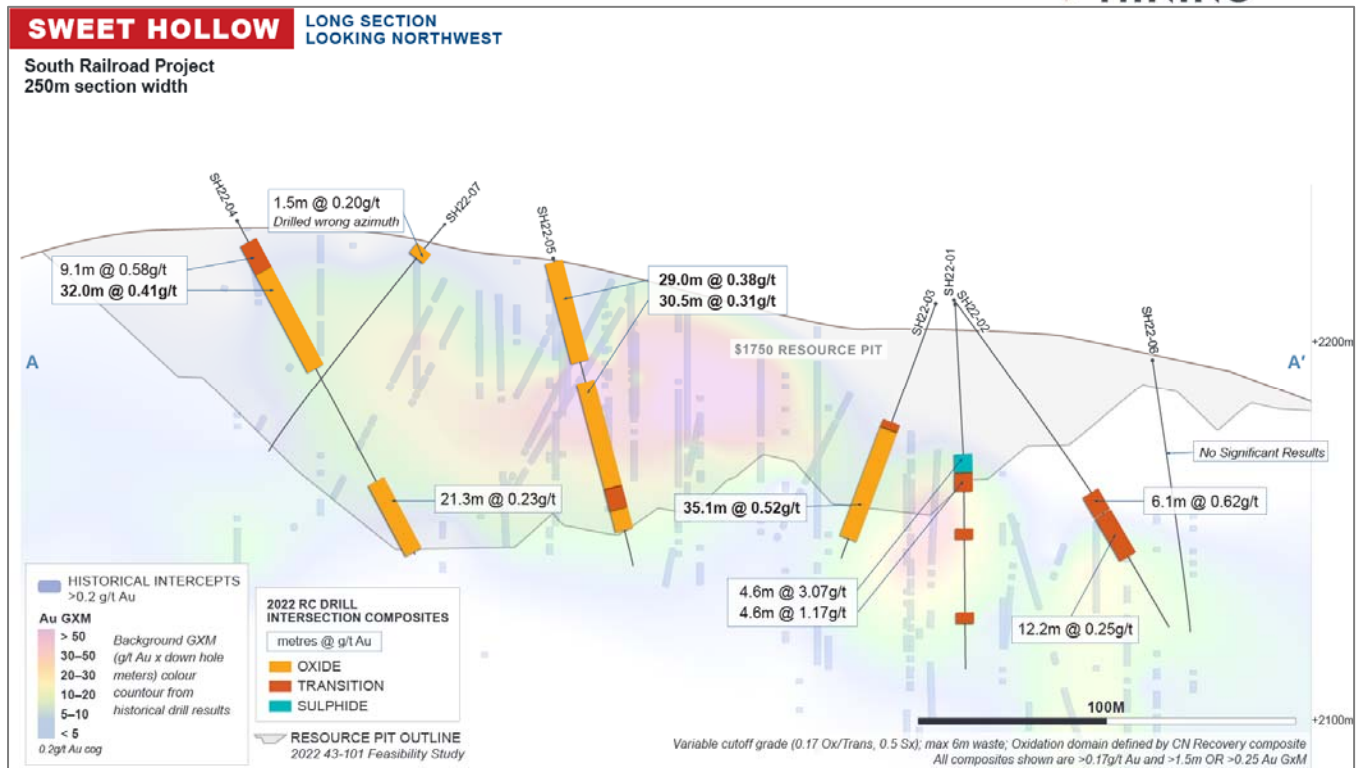 SWEET HOLLOW
LONG SECTION
LOOKING NORTHWEST
South Railroad Project
250m section width
SH22-04
1.5m @ 0.20g/t
Drilled wrong azimuth
SH22-07
SH22-05
SH22-03
SH22-01
SH22-02
SH22-06
9.1m @ 0.58g/t
32.0m @ 0.41g/t
29.0m @ 0.38g/t
30.5m @ 0.31g/t
$1750 RESOURCE PIT
+2200m
A
A'
No Significant Results
21.3m @ 0.23g/t
35.1m @ 0.52g/t
6.1m @ 0.62g/t
4.6m @ 3.07g/t
4.6m @ 1.17g/t
12.2m @ 0.25g/t
HISTORICAL INTERCEPTS
>0.2 g/t Au
Au GXM
> 50
30–50
20–30
10–20
5–10
< 5
0.2g/t Au cog
Background GXM
(g/t Au x down hole
meters) colour
countour from
historical drill results
2022 RC DRILL
INTERSECTION COMPOSITES
metres @ g/t Au
OXIDE
TRANSITION
SULPHIDE
RESOURCE PIT OUTLINE
2022 43-101 Feasibility Study
100M
+2100m
Variable cutoff grade (0.17 Ox/Trans, 0.5 Sx); max 6m waste; Oxidation domain defined by CN Recovery composite
All composites shown are >0.17g/t Au and >1.5m OR >0.25 Au GxM